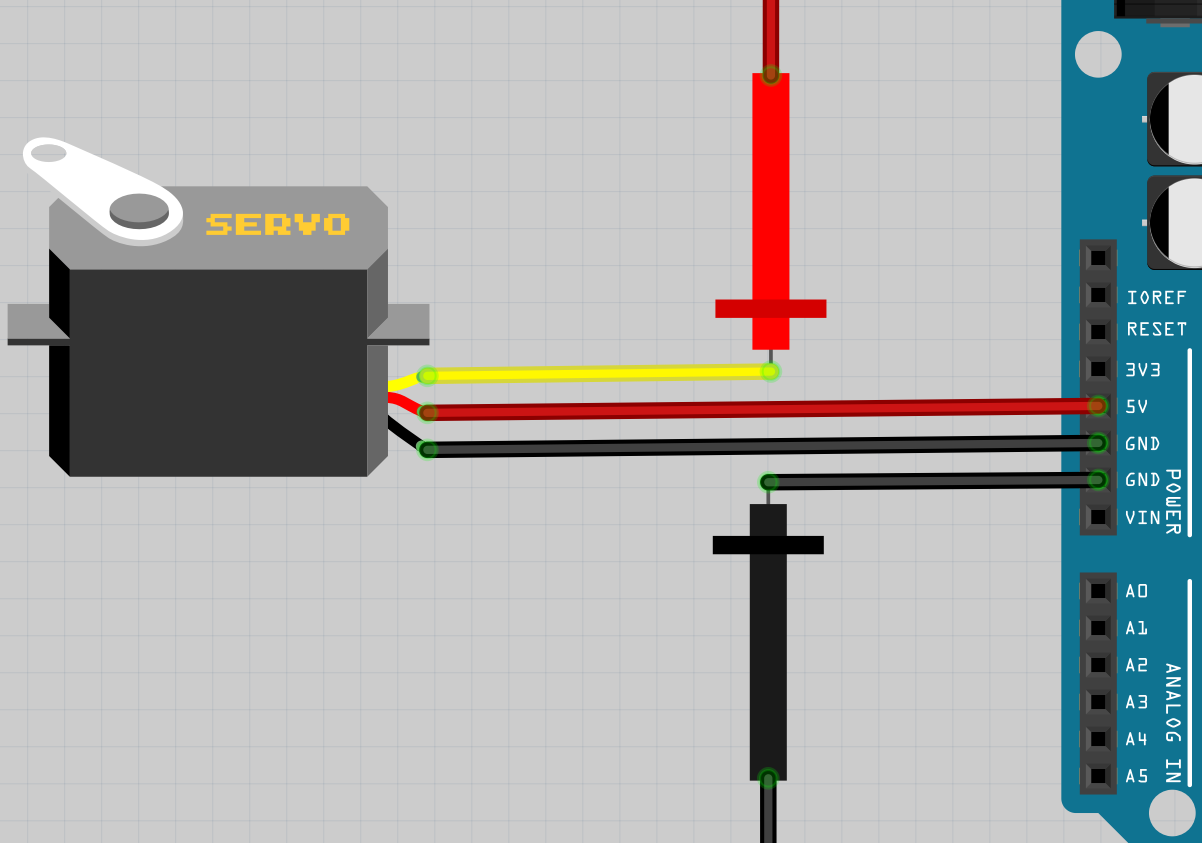 SERVO
IOREF
RESET
3V3
5V
GND
GND
VIN
POWER
A0
A1
A2
A3
A4
A5
ANALOG IN